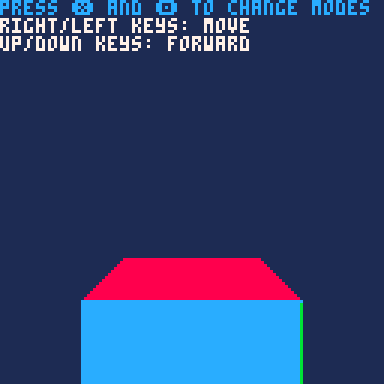 PRESS ❎ AND 🅾️ TO CHANGE MODES
RIGHT/LEFT KEYS: MOVE
UP/DOWN KEYS: FORWARD